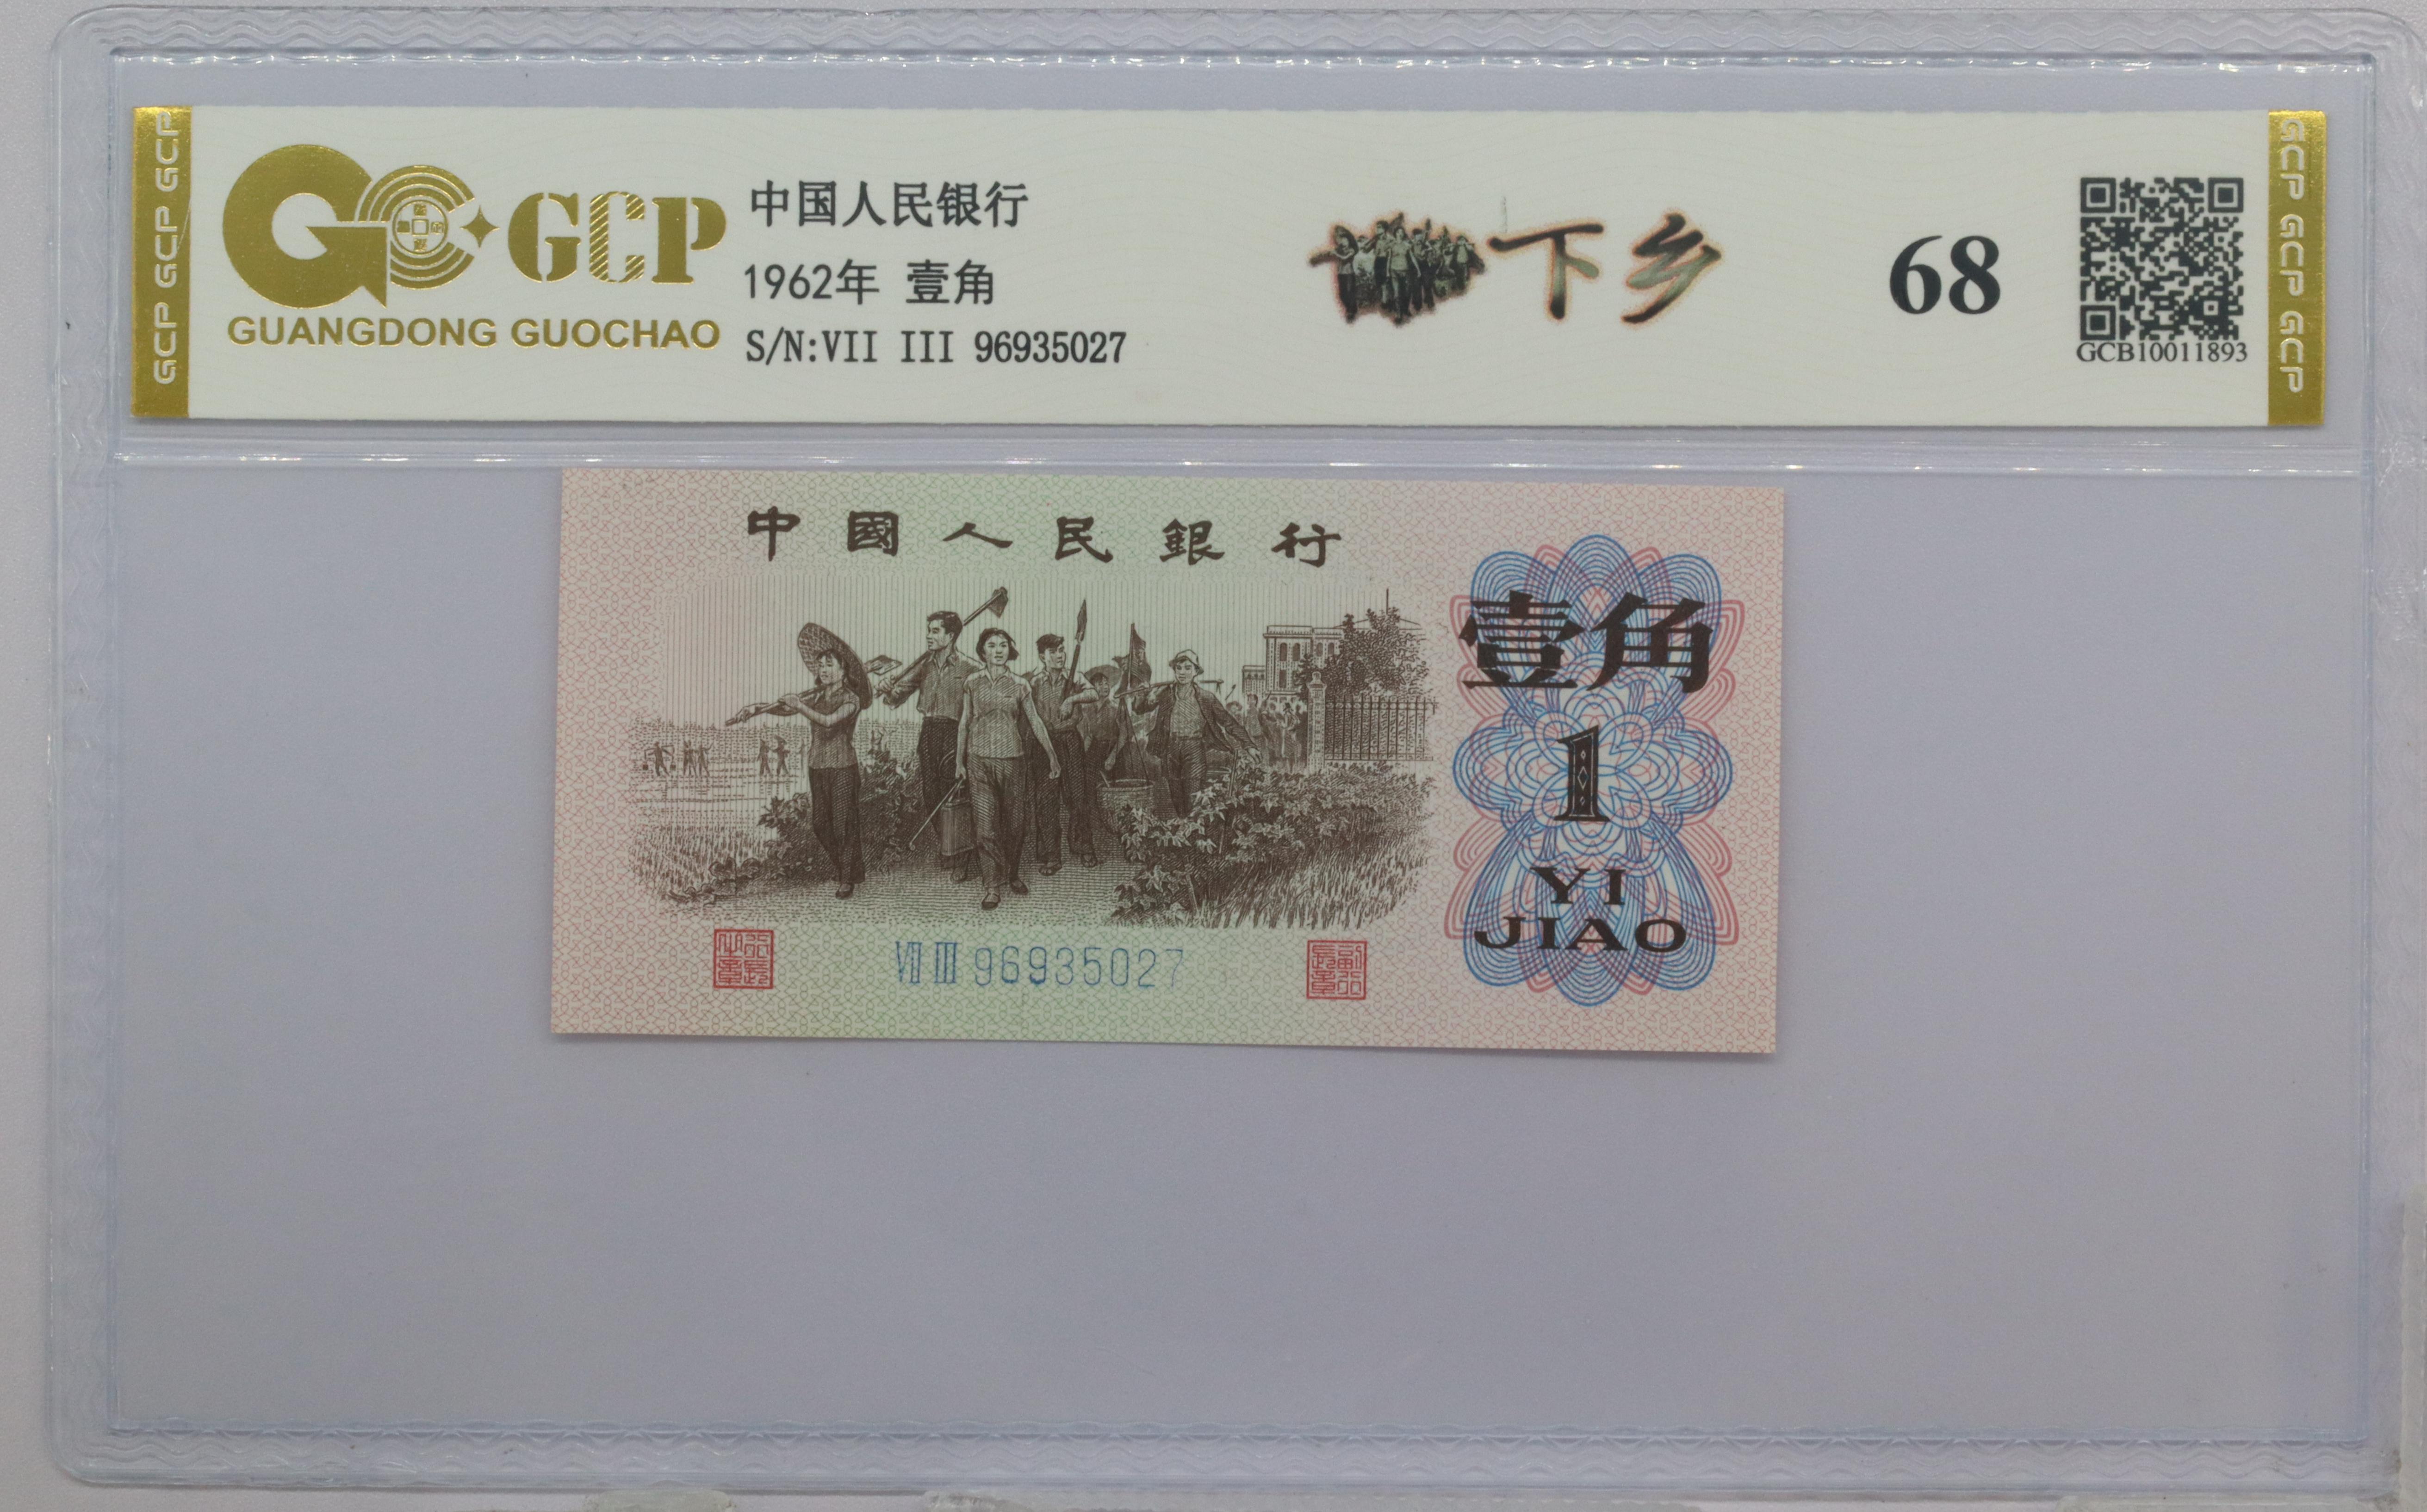 GCP GCP GCP
GCP
GUANGDONG GUOCHAO
中国人民银行
1962年 壹角
S/N:VII III 96935027
下乡
68
GCB10011893
GCP GCP GCP
中國人民銀行
壹角
1
YI
JIAO
VII III 96935027